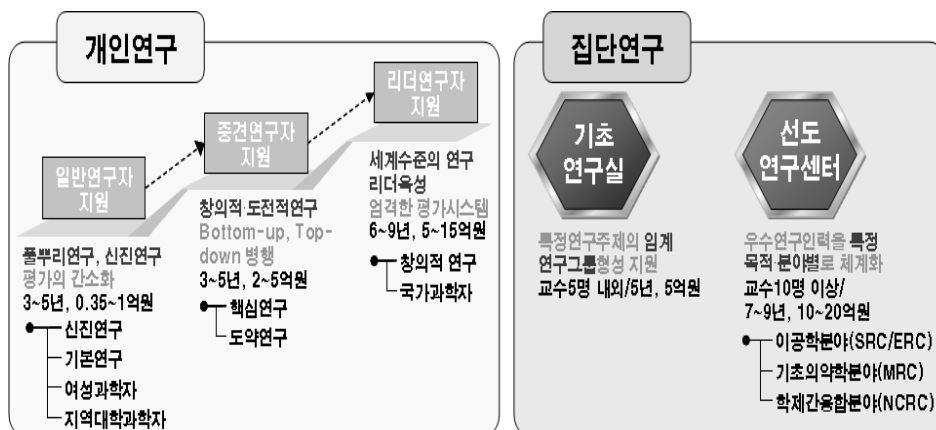 개인연구
일반연구자
지원
중견연구자
지원
리더연구자
지원
풀뿌리연구, 신진연구
평가의 간소화
3~5년, 0.35~1억원
신진연구
기본연구
여성과학자
지역대학과학자
창의적·도전적연구
Bottom-up, Top-
down 병행
3~5년, 2~5억원
핵심연구
도약연구
세계수준의 연구
리더육성
엄격한 평가시스템
6~9년, 5~15억원
창의적 연구
국가과학자
집단연구
기초
연구실
특정연구주제의 임계
연구그룹형성 지원
교수5명 내외/5년, 5억원
선도
연구센터
우수연구인력을 특정
목적·분야별로 체계화
교수10명 이상/
7~9년, 10~20억원
이공학분야(SRC/ERC)
기초의약학분야(MRC)
학제간융합분야(NCRC)